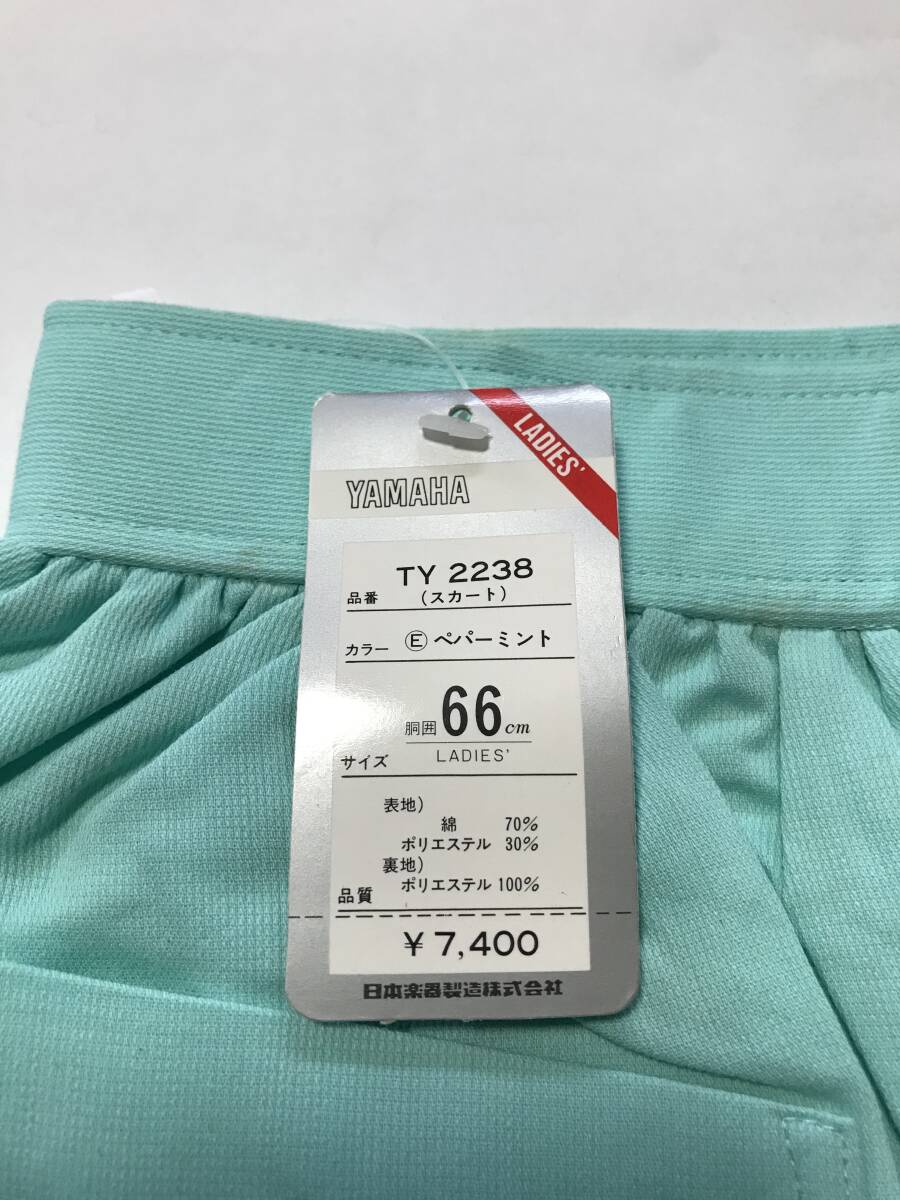 LADIES'
YAMAHA
TY 2238
品番 (スカート)
カラー Ⓔ ペパーミント
胴囲 66cm
サイズ LADIES'
表地)
綿 70%
ポリエステル 30%
裏地)
品質 ポリエステル 100%
¥7,400
日本楽器製造株式会社